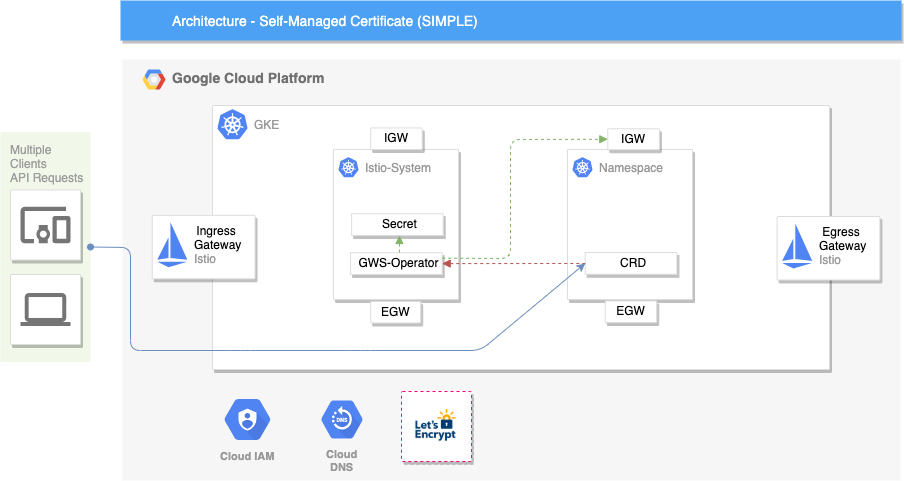 Architecture - Self-Managed Certificate (SIMPLE)
Google Cloud Platform
GKE
Multiple
Clients
API Requests
IGW
Istio-System
Secret
GWS-Operator
EGW
IGW
Namespace
CRD
EGW
Ingress
Gateway
Istio
Egress
Gateway
Istio
Cloud IAM
DNS
Cloud
DNS
Let's
Encrypt